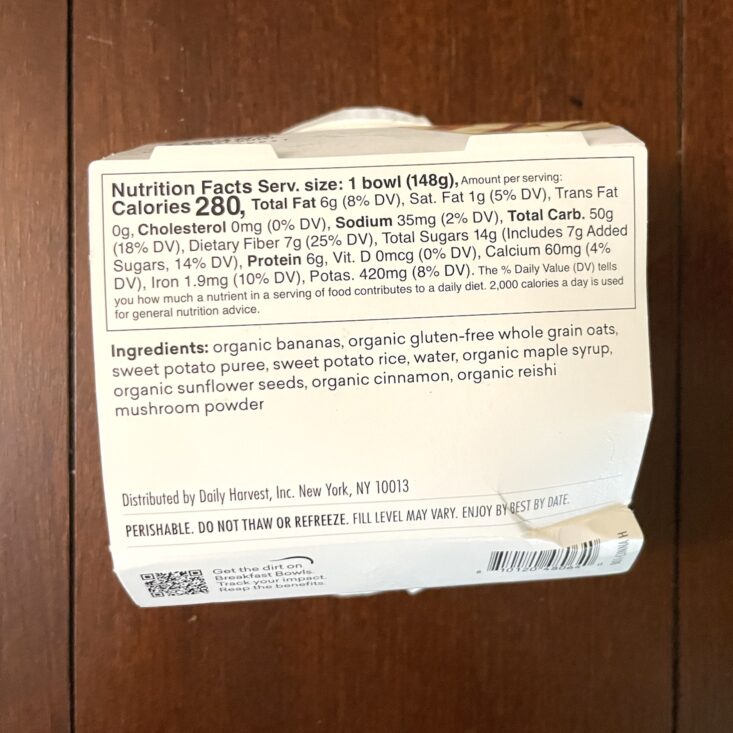 Nutrition Facts Serv. size: 1 bowl (148g), Amount per serving:
Calories 280, Total Fat 6g (8% DV), Sat. Fat 1g (5% DV), Trans Fat
0g, Cholesterol 0mg (0% DV), Sodium 35mg (2% DV), Total Carb. 50g
(18% DV), Dietary Fiber 7g (25% DV), Total Sugars 14g (Includes 7g Added
Sugars, 14% DV), Protein 6g, Vit. D 0mcg (0% DV), Calcium 60mg (4%
DV), Iron 1.9mg (10% DV), Potas. 420mg (8% DV). The % Daily Value (DV) tells
you how much a nutrient in a serving of food contributes to a daily diet. 2,000 calories a day is used
for general nutrition advice.
Ingredients: organic bananas, organic gluten-free whole grain oats,
sweet potato puree, sweet potato rice, water, organic maple syrup,
organic sunflower seeds, organic cinnamon, organic reishi
mushroom powder
Distributed by Daily Harvest, Inc. New York, NY 10013
PERISHABLE. DO NOT THAW OR REFREEZE. FILL LEVEL MAY VARY. ENJOY BY BEST BY DATE.
Get the dirt on
Breakfast Bowls.
Track your impact.
Reap the benefits.